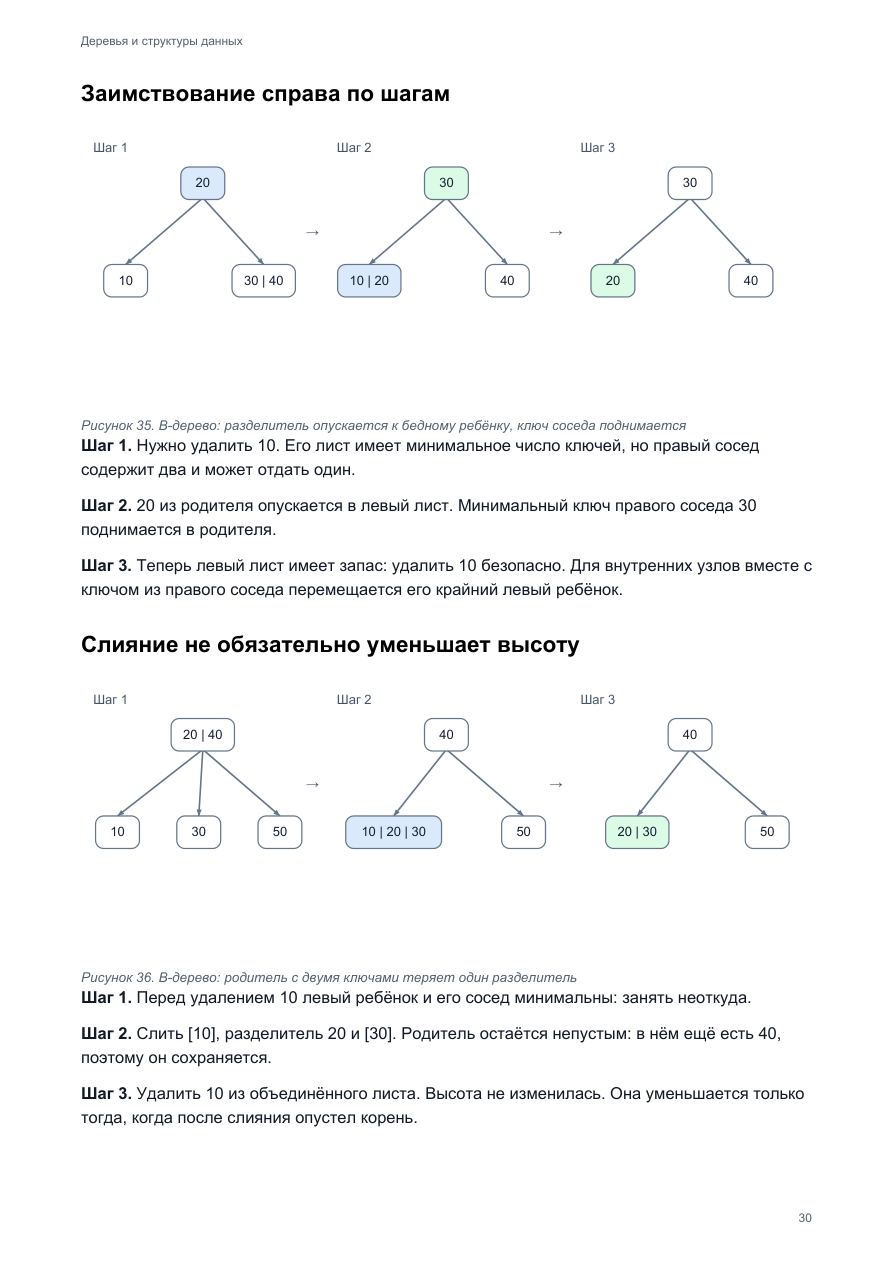 Деревья и структуры данных
Заимствование справа по шагам
Шаг 1
Шаг 2
Шаг 3
20
30
30
→
→
10
30 | 40
10 | 20
40
20
40
Рисунок 35. B-дерево: разделитель опускается к бедному ребёнку, ключ соседа поднимается
Шаг 1. Нужно удалить 10. Его лист имеет минимальное число ключей, но правый сосед
содержит два и может отдать один.
Шаг 2. 20 из родителя опускается в левый лист. Минимальный ключ правого соседа 30
поднимается в родителя.
Шаг 3. Теперь левый лист имеет запас: удалить 10 безопасно. Для внутренних узлов вместе с
ключом из правого соседа перемещается его крайний левый ребёнок.
Слияние не обязательно уменьшает высоту
Шаг 1
Шаг 2
Шаг 3
20 | 40
40
40
→
→
10
30
50
10 | 20 | 30
50
20 | 30
50
Рисунок 36. B-дерево: родитель с двумя ключами теряет один разделитель
Шаг 1. Перед удалением 10 левый ребёнок и его сосед минимальны: занять неоткуда.
Шаг 2. Слить [10], разделитель 20 и [30]. Родитель остаётся непустым: в нём ещё есть 40,
поэтому он сохраняется.
Шаг 3. Удалить 10 из объединённого листа. Высота не изменилась. Она уменьшается только
тогда, когда после слияния опустел корень.
30